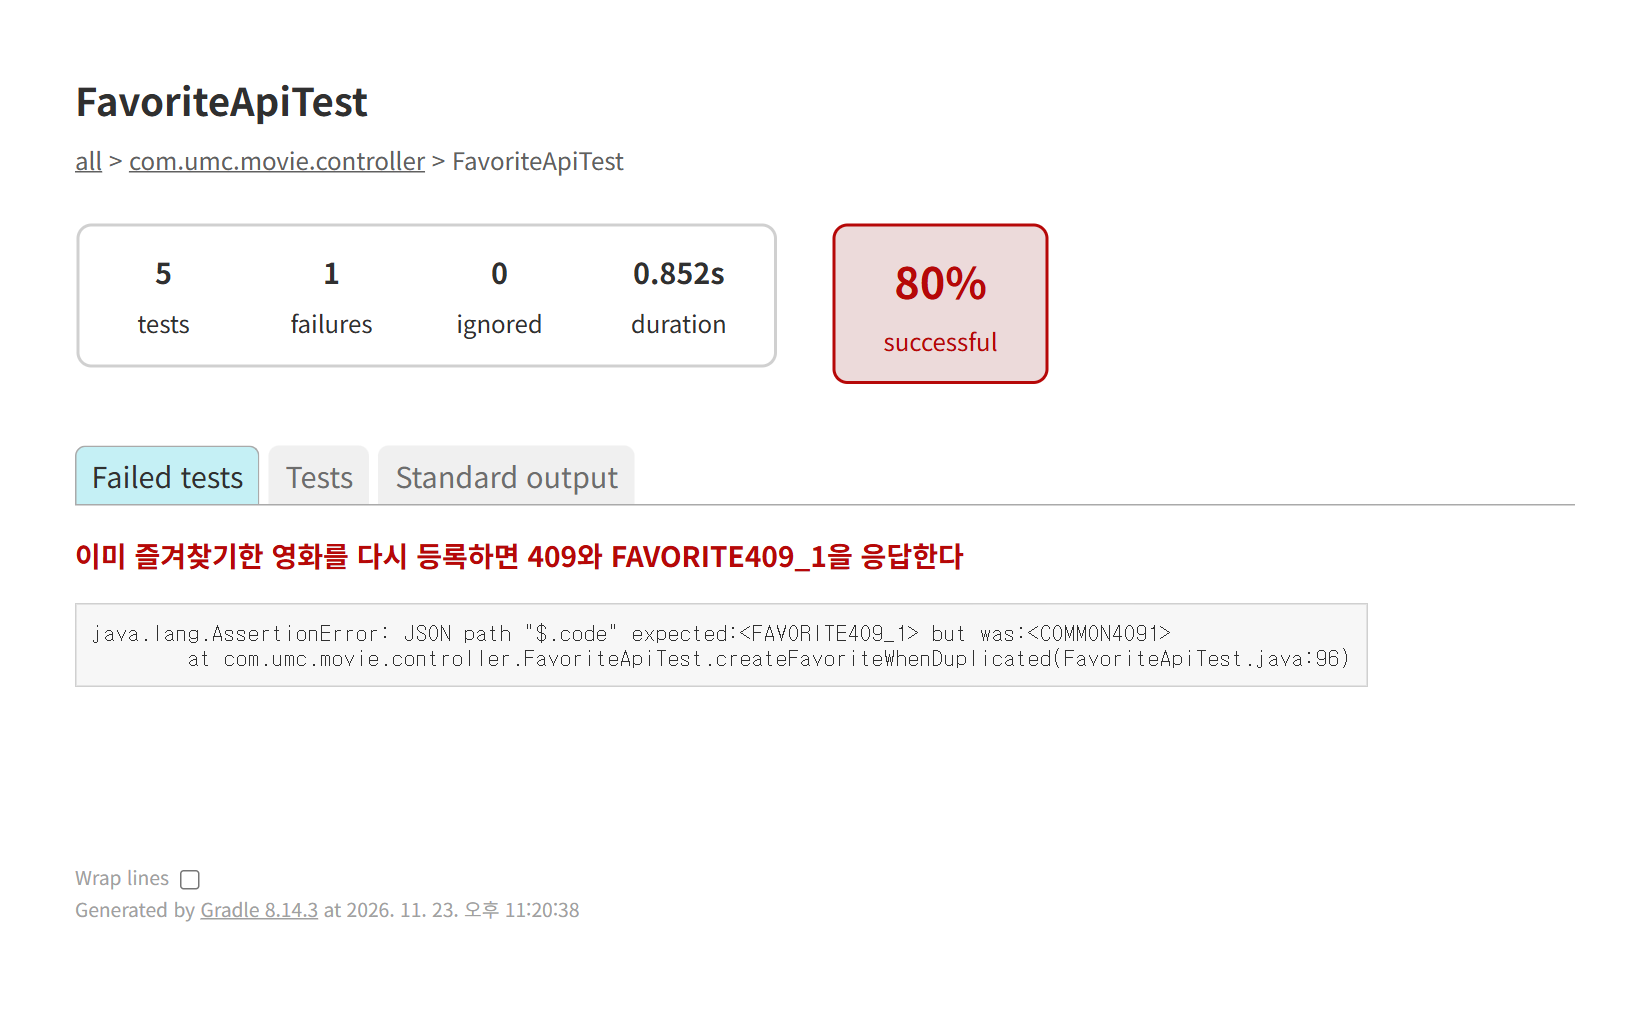 FavoriteApiTest
all > com.umc.movie.controller > FavoriteApiTest
5 1 0 0.852s
tests failures ignored duration
80%
successful
Failed tests Tests Standard output
이미 즐겨찾기한 영화를 다시 등록하면 409와 FAVORITE409_1을 응답한다
java.lang.AssertionError: JSON path "$.code" expected:<FAVORITE409_1> but was:<COMMON4091>
at com.umc.movie.controller.FavoriteApiTest.createFavoriteWhenDuplicated(FavoriteApiTest.java:96)
Wrap lines
Generated by Gradle 8.14.3 at 2026. 11. 23. 오후 11:20:38